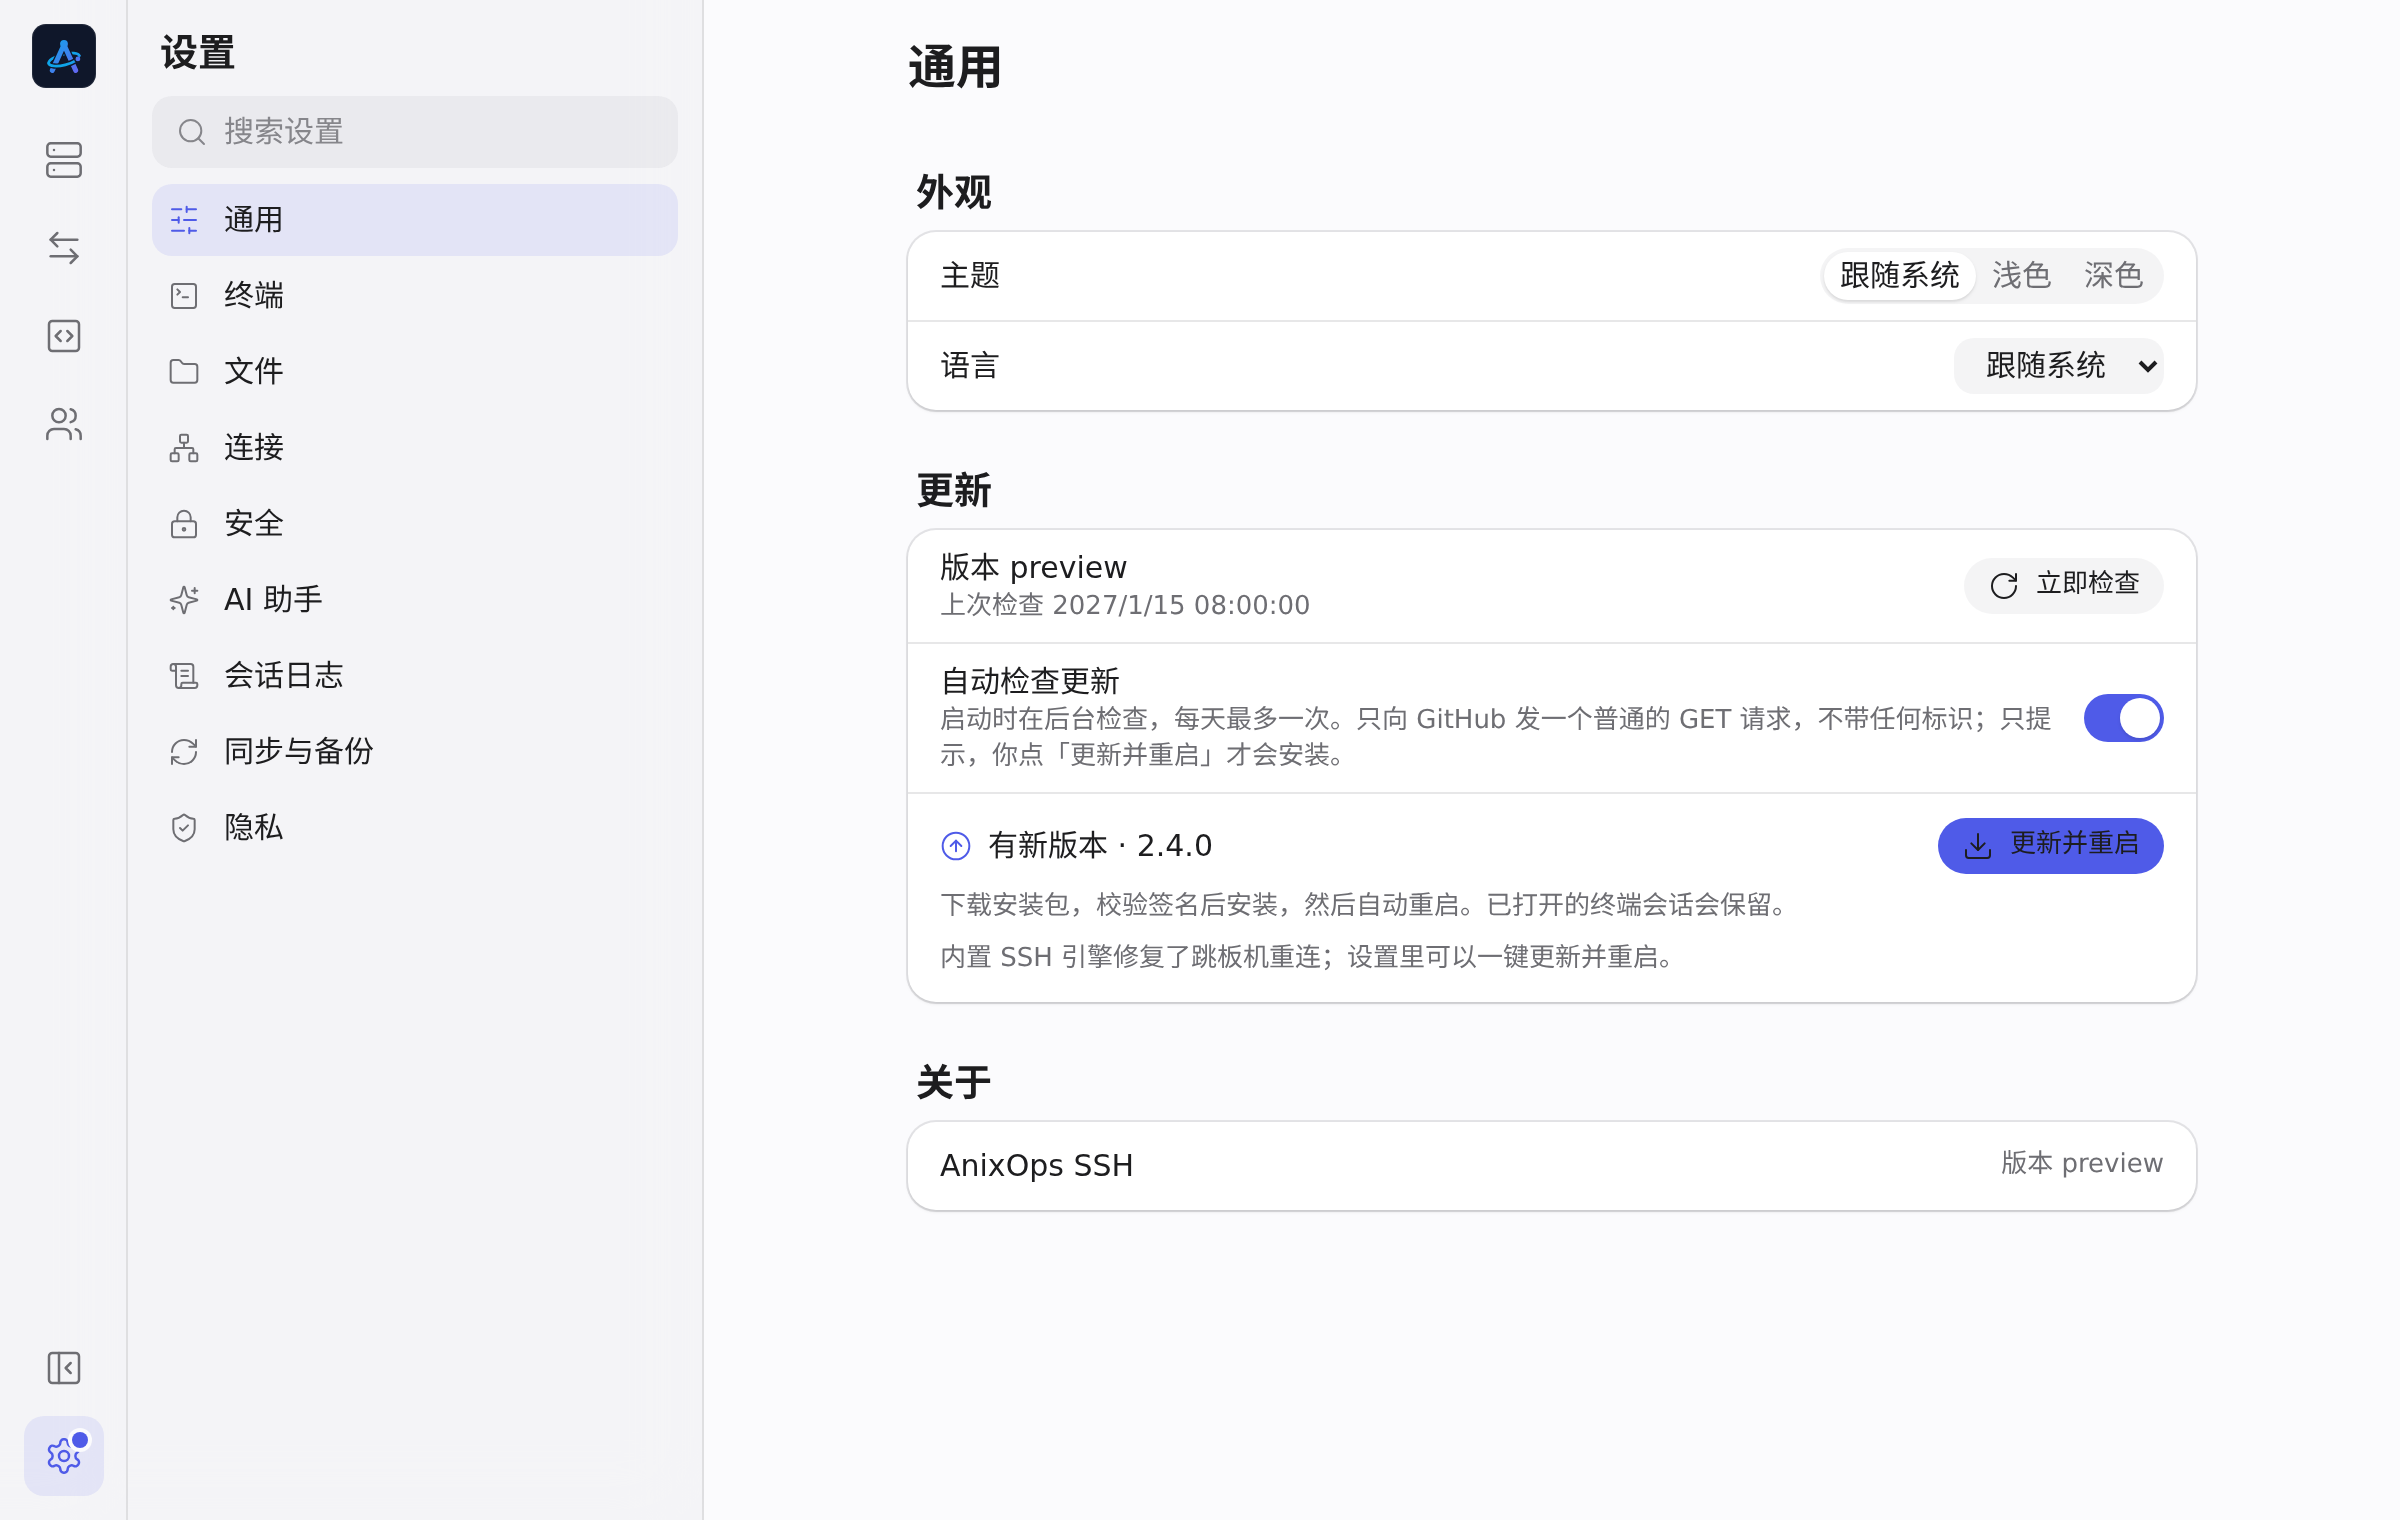 设置
搜索设置
通用
终端
文件
连接
安全
AI 助手
会话日志
同步与备份
隐私
通用
外观
主题
跟随系统 浅色 深色
语言
跟随系统
更新
版本 preview
上次检查 2027/1/15 08:00:00
立即检查
自动检查更新
启动时在后台检查，每天最多一次。只向 GitHub 发一个普通的 GET 请求，不带任何标识；只提
示，你点「更新并重启」才会安装。
有新版本 · 2.4.0
更新并重启
下载安装包，校验签名后安装，然后自动重启。已打开的终端会话会保留。
内置 SSH 引擎修复了跳板机重连；设置里可以一键更新并重启。
关于
AnixOps SSH
版本 preview